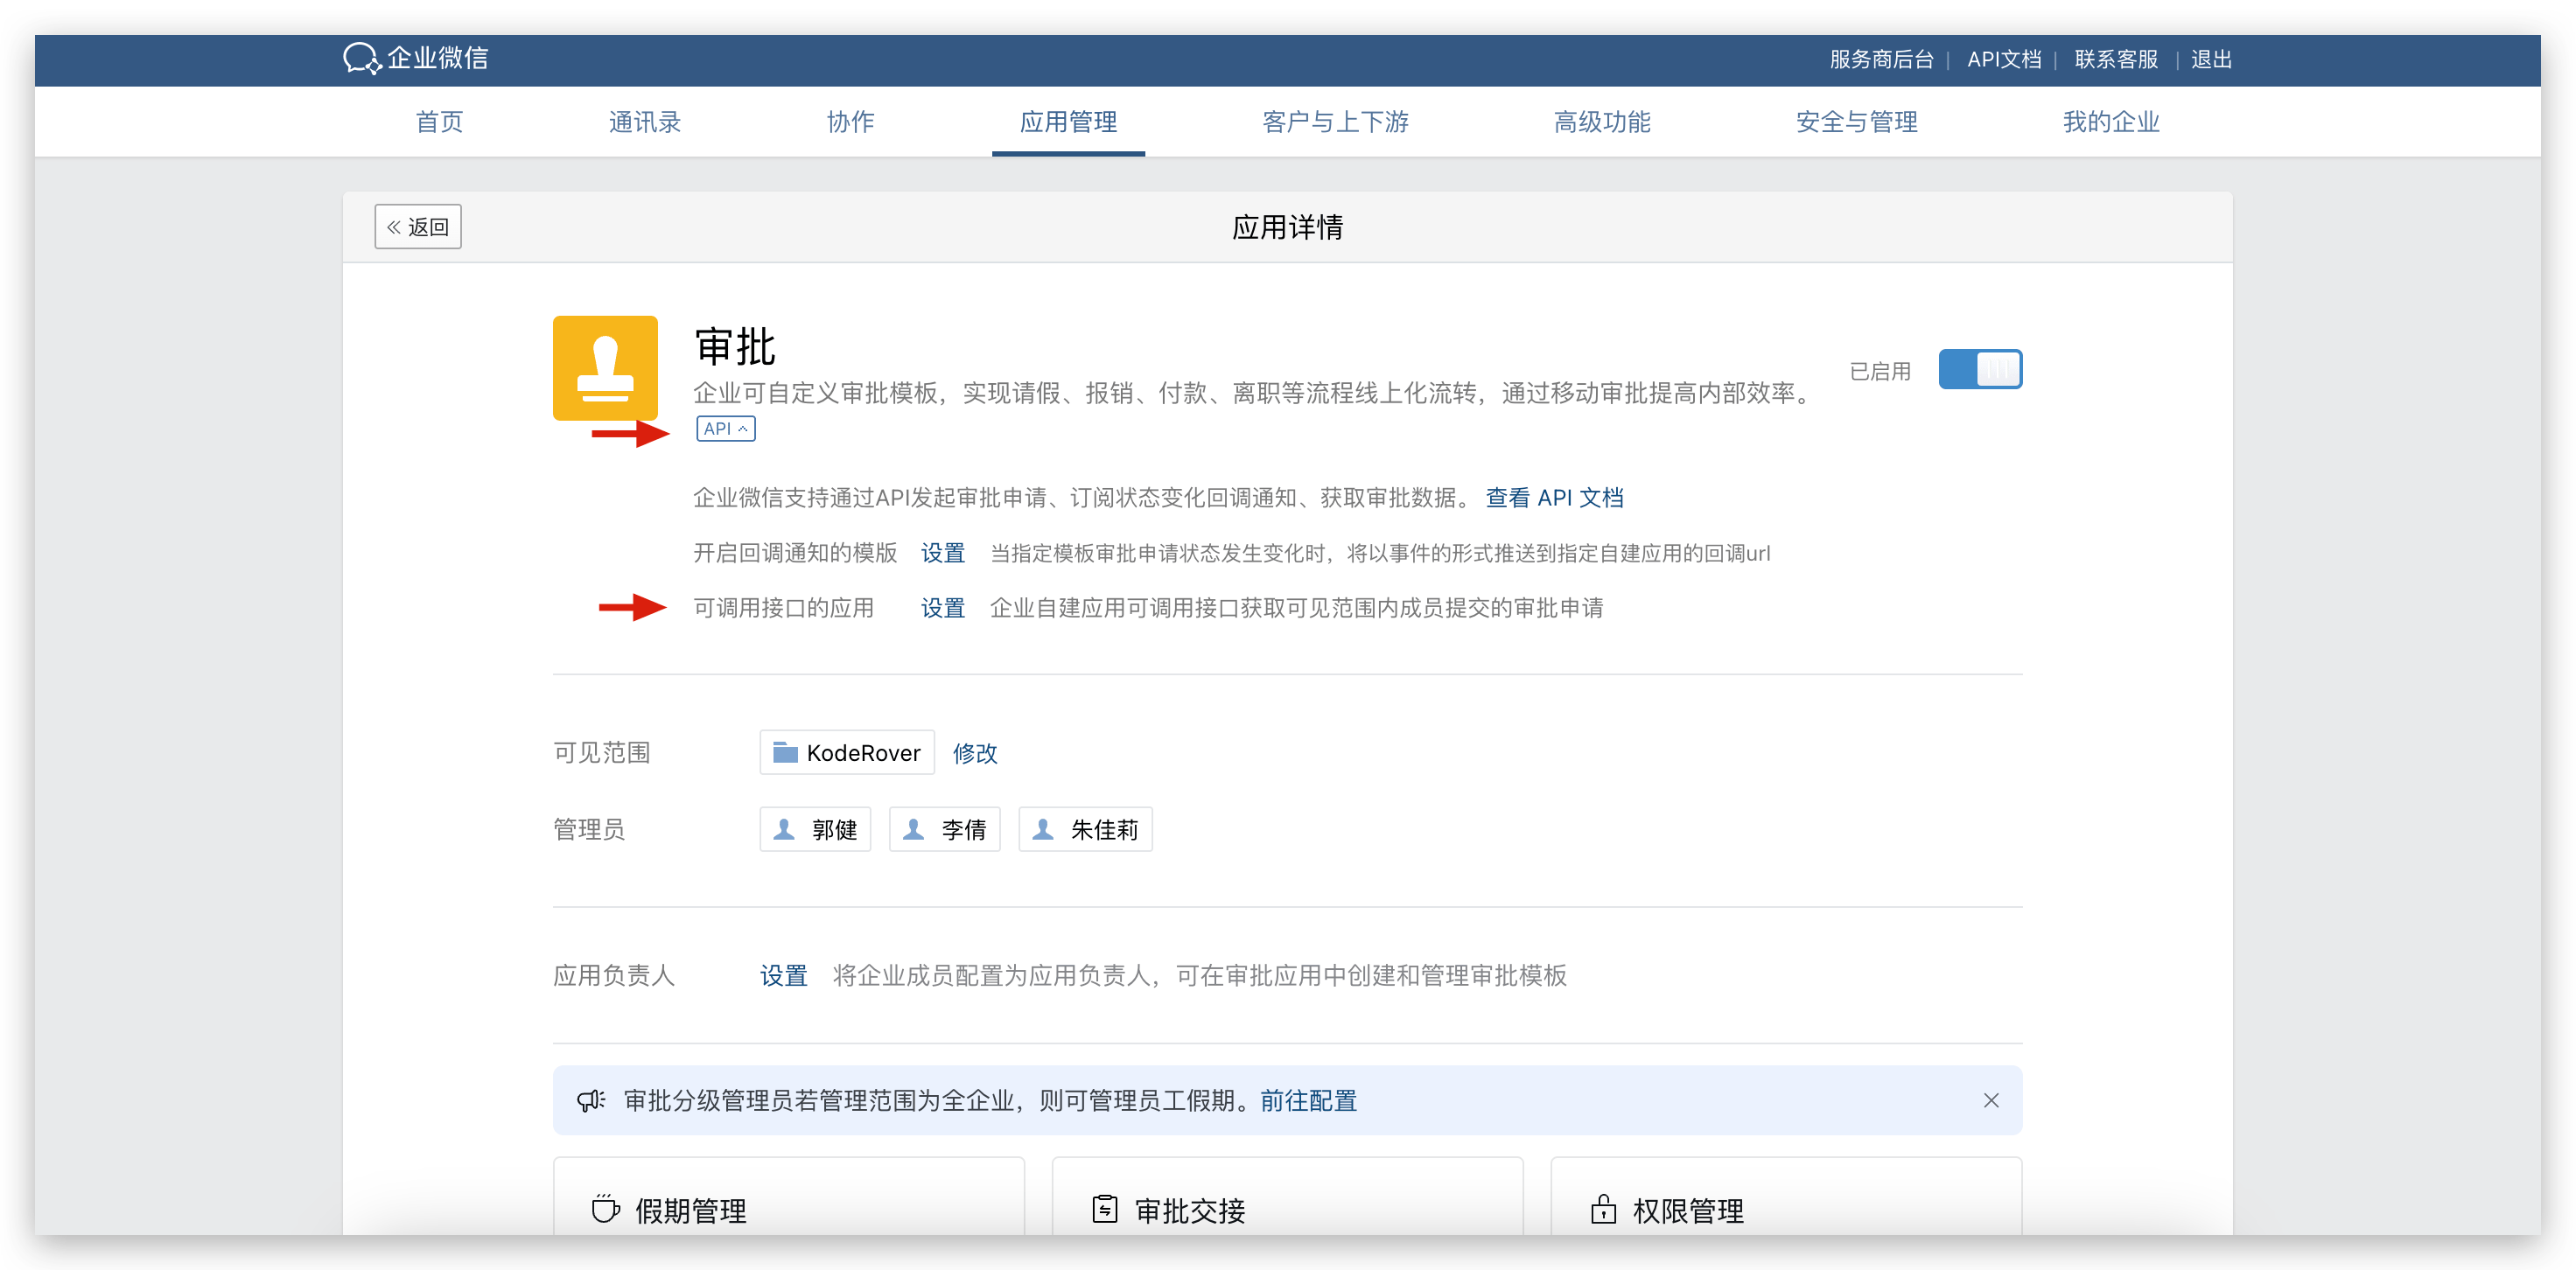 企业微信
服务商后台 | API文档 | 联系客服 | 退出
首页 通讯录 协作 应用管理 客户与上下游 高级功能 安全与管理 我的企业
« 返回 应用详情
审批
企业可自定义审批模板，实现请假、报销、付款、离职等流程线上化流转，通过移动审批提高内部效率。
已启用
API
企业微信支持通过API发起审批申请、订阅状态变化回调通知、获取审批数据。 查看 API 文档
开启回调通知的模版 设置 当指定模板审批申请状态发生变化时，将以事件的形式推送到指定自建应用的回调url
可调用接口的应用 设置 企业自建应用可调用接口获取可见范围内成员提交的审批申请
可见范围 KodeRover 修改
管理员 郭健 李倩 朱佳莉
应用负责人 设置 将企业成员配置为应用负责人，可在审批应用中创建和管理审批模板
审批分级管理员若管理范围为全企业，则可管理员工假期。前往配置
假期管理 审批交接 权限管理